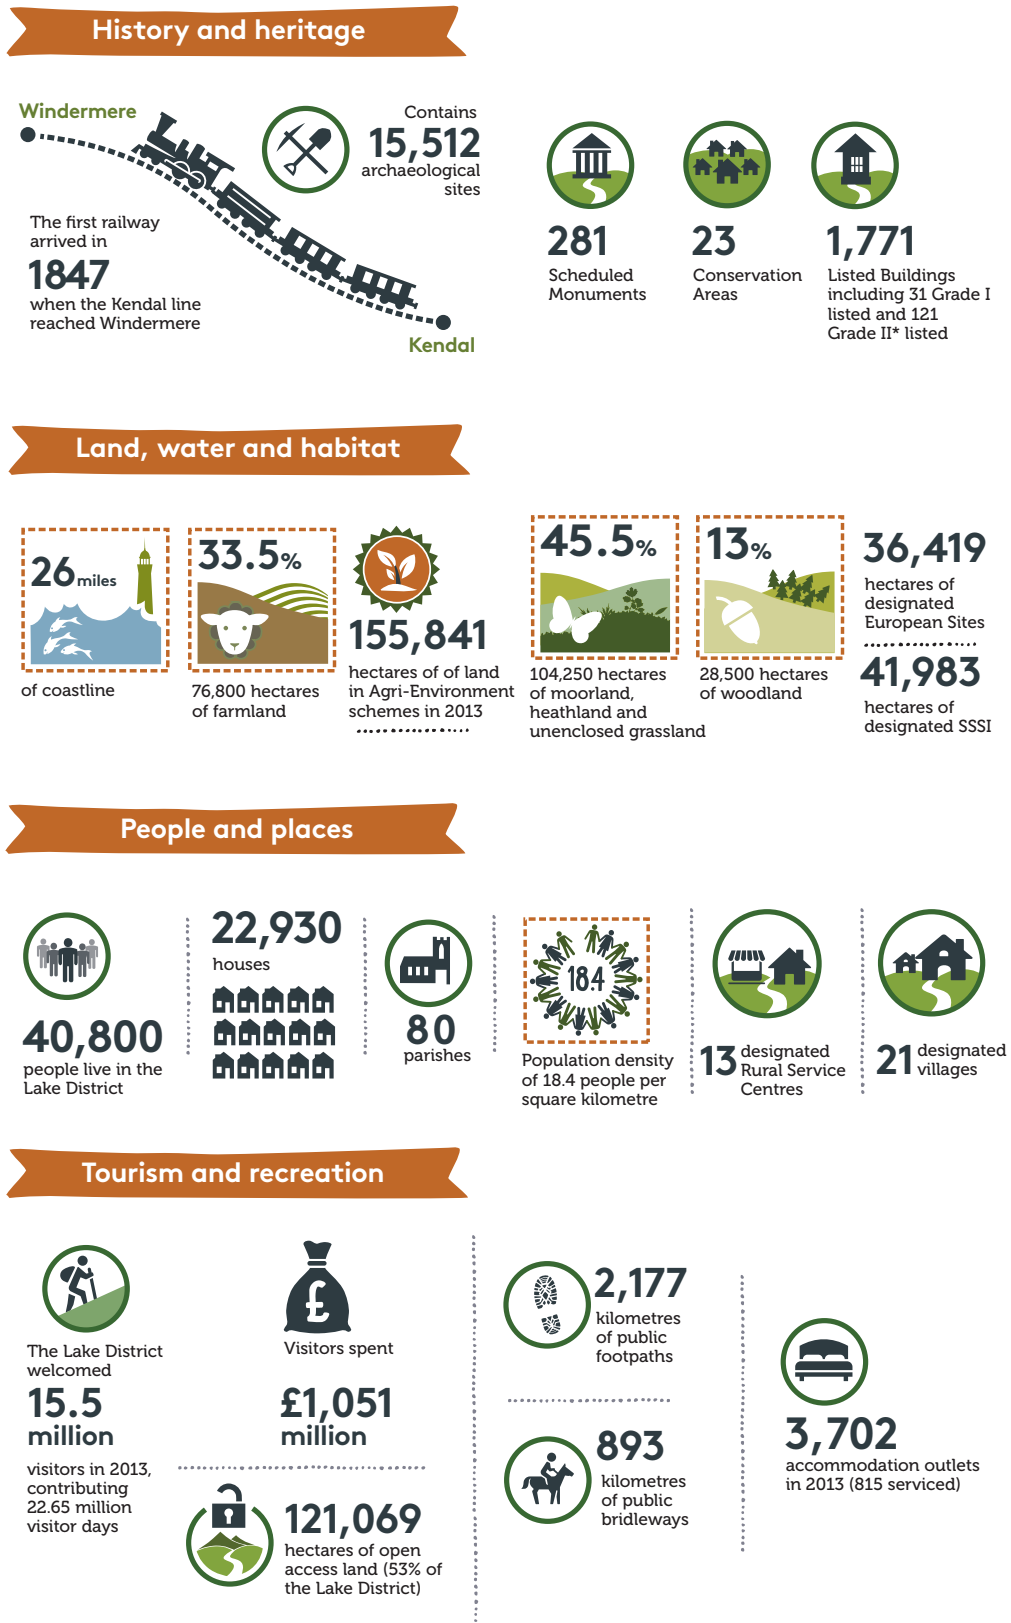 History and heritage
Windermere
The first railway
arrived in
1847
when the Kendal line
reached Windermere
Kendal
Contains
15,512
archaeological
sites
281
Scheduled
Monuments
23
Conservation
Areas
1,771
Listed Buildings
including 31 Grade I
listed and 121
Grade II* listed
Land, water and habitat
26 miles
of coastline
33.5%
76,800 hectares
of farmland
155,841
hectares of of land
in Agri-Environment
schemes in 2013
45.5%
104,250 hectares
of moorland,
heathland and
unenclosed grassland
13%
28,500 hectares
of woodland
36,419
hectares of
designated
European Sites
41,983
hectares of
designated SSSI
People and places
40,800
people live in the
Lake District
22,930
houses
80
parishes
18.4
Population density
of 18.4 people per
square kilometre
13 designated
Rural Service
Centres
21 designated
villages
Tourism and recreation
The Lake District
welcomed
15.5
million
visitors in 2013,
contributing
22.65 million
visitor days
£
Visitors spent
£1,051
million
121,069
hectares of open
access land (53% of
the Lake District)
2,177
kilometres
of public
footpaths
893
kilometres
of public
bridleways
3,702
accommodation outlets
in 2013 (815 serviced)